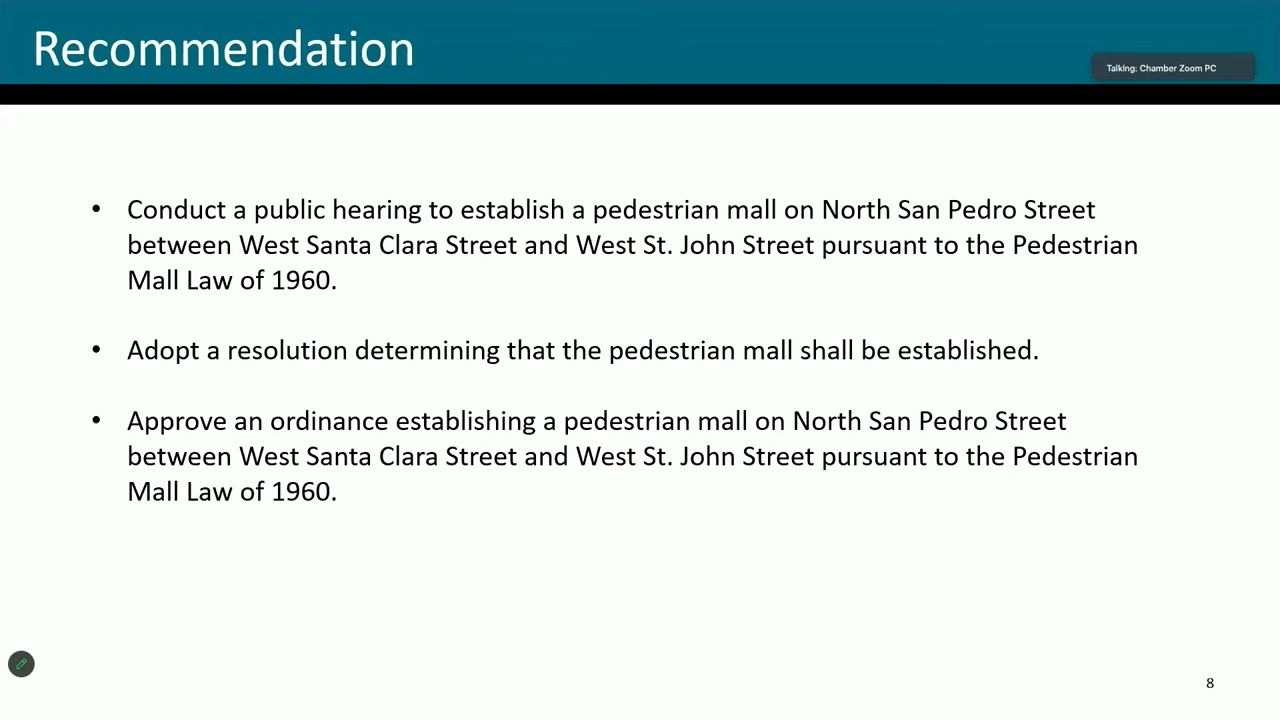 Recommendation
Talking: Chamber Zoom PC
• Conduct a public hearing to establish a pedestrian mall on North San Pedro Street
between West Santa Clara Street and West St. John Street pursuant to the Pedestrian
Mall Law of 1960.
• Adopt a resolution determining that the pedestrian mall shall be established.
• Approve an ordinance establishing a pedestrian mall on North San Pedro Street
between West Santa Clara Street and West St. John Street pursuant to the Pedestrian
Mall Law of 1960.
8